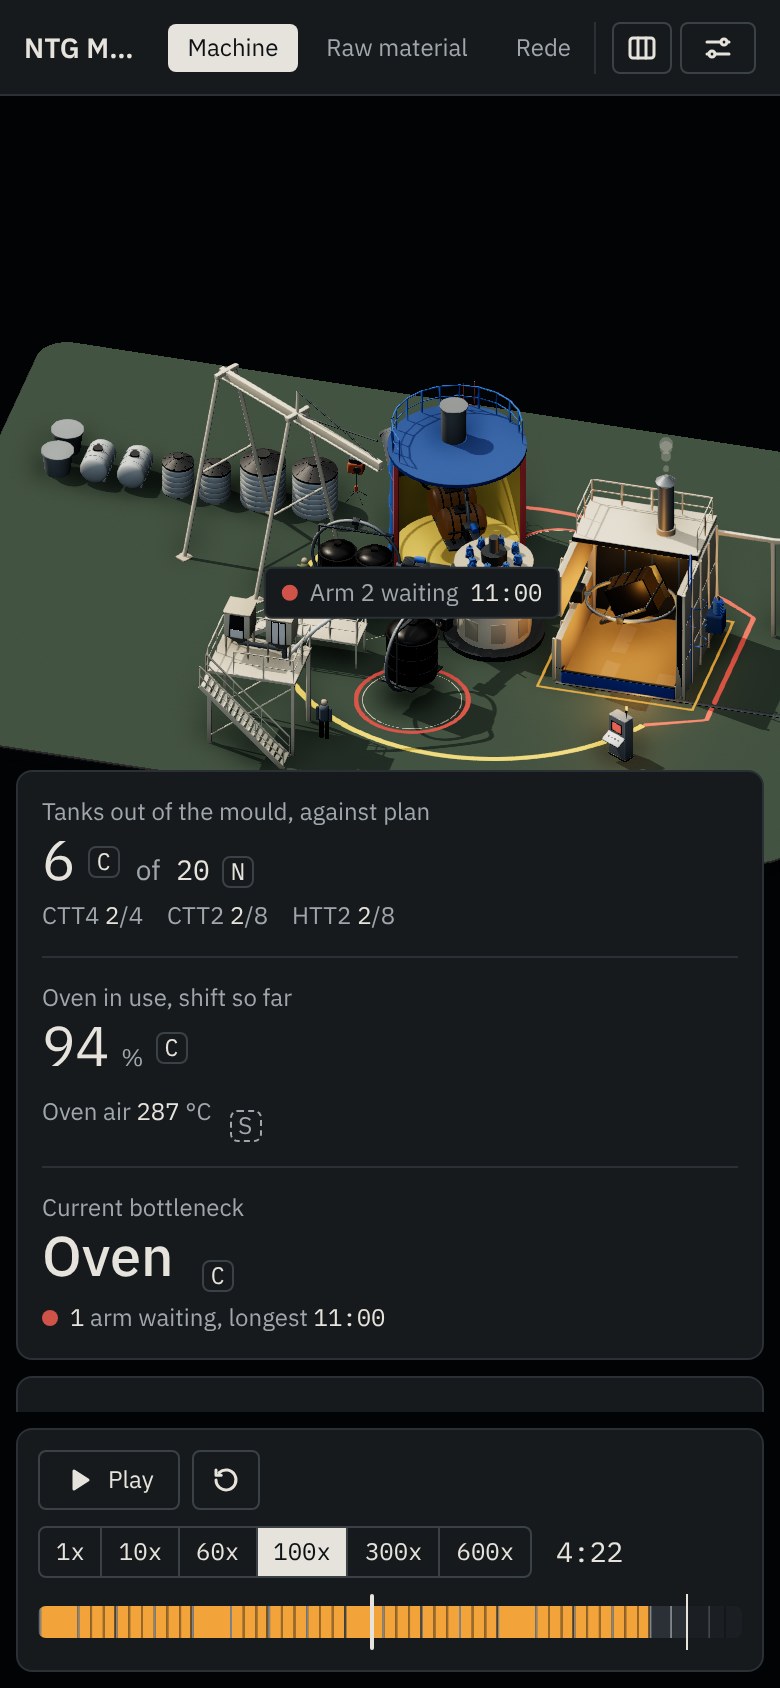 NTG M...
Machine
Raw material
Rede
Arm 2 waiting 11:00
Tanks out of the mould, against plan
6 C of 20 N
CTT4 2/4 CTT2 2/8 HTT2 2/8
Oven in use, shift so far
94 % C
Oven air 287 °C S
Current bottleneck
Oven C
1 arm waiting, longest 11:00
Play
1x 10x 60x 100x 300x 600x 4:22